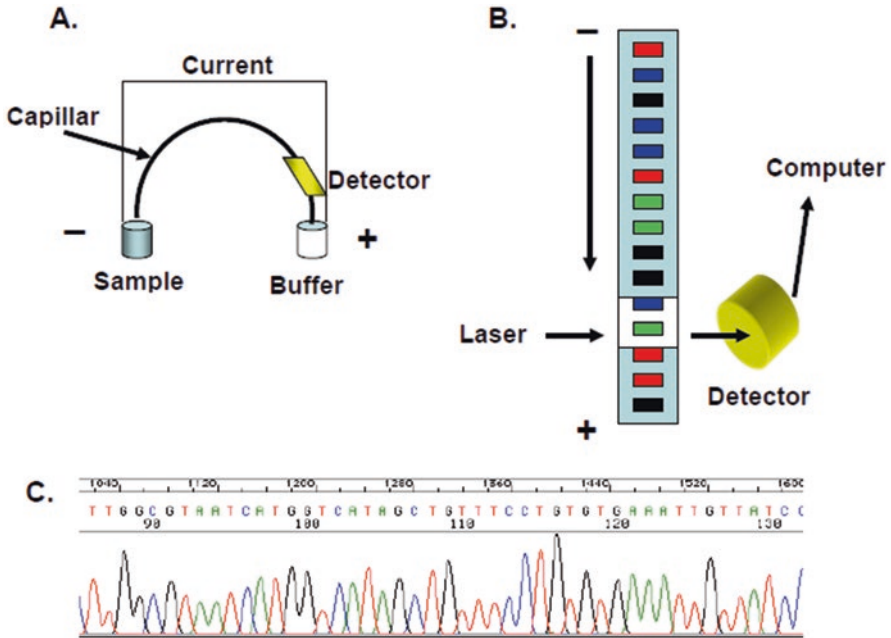 A.
Current
Capillar
Detector
−
+
Sample
Buffer
B.
−
Computer
Laser
Detector
+
C.
1040 1120 1200 1280 1360 1440 1520 1600
T T G G C G T A A T C A T G G T C A T A G C T G T T T C C T G T G T G A A A T T G T T A T C C
90 100 110 120 130